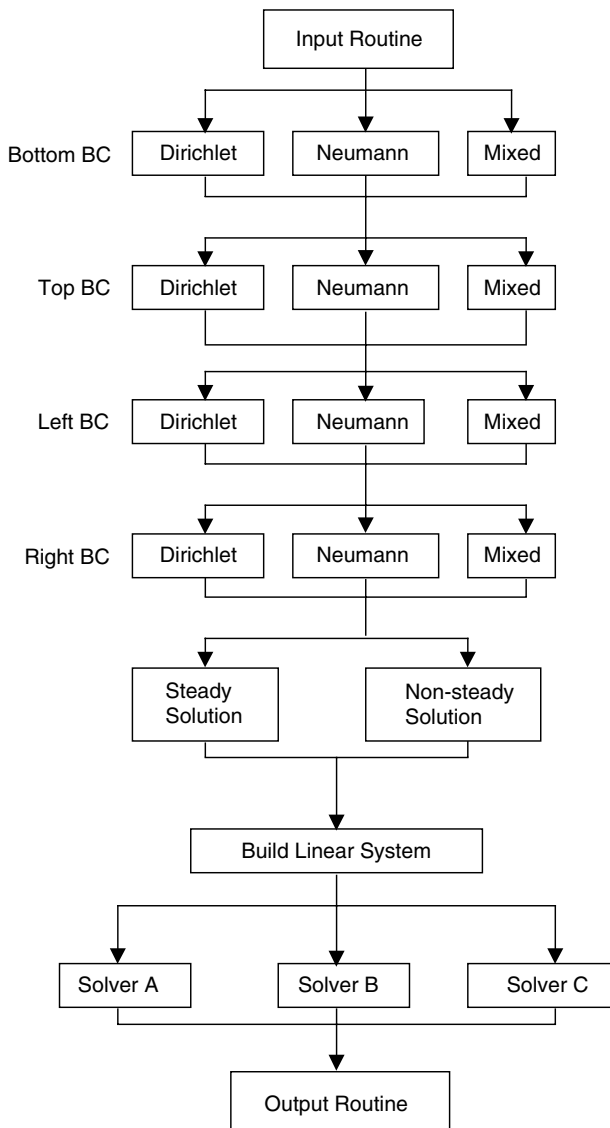 Input Routine
Bottom BC
Dirichlet
Neumann
Mixed
Top BC
Dirichlet
Neumann
Mixed
Left BC
Dirichlet
Neumann
Mixed
Right BC
Dirichlet
Neumann
Mixed
Steady
Solution
Non-steady
Solution
Build Linear System
Solver A
Solver B
Solver C
Output Routine